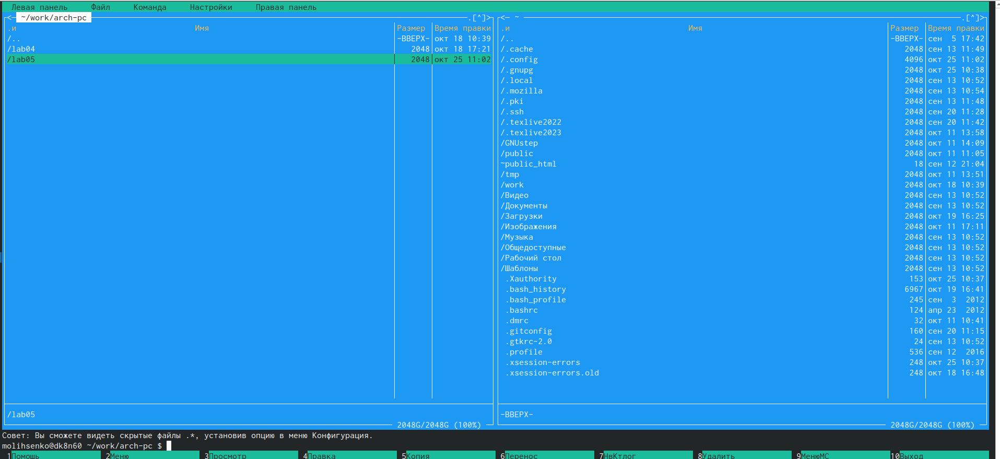 Левая панель Файл Команда Настройки Правая панель
<─ ~/work/arch-pc .[^]>
.и Имя Размер Время правки
/.. -ВВЕРХ- окт 18 10:39
/lab04 2048 окт 18 17:21
/lab05 2048 окт 25 11:02
/lab05
2048G/2048G (100%)
<─ ~ .[^]>
.и Имя Размер Время правки
/.. -ВВЕРХ- сен 5 17:42
/.cache 2048 сен 13 11:49
/.config 4096 окт 25 11:02
/.gnupg 2048 окт 25 10:38
/.local 2048 сен 13 10:52
/.mozilla 2048 сен 13 10:54
/.pki 2048 сен 13 11:48
/.ssh 2048 сен 20 11:28
/.texlive2022 2048 сен 20 11:42
/.texlive2023 2048 окт 11 13:58
/GNUstep 2048 окт 11 14:09
/public 2048 окт 11 11:05
~public_html 18 сен 12 21:04
/tmp 2048 окт 11 13:51
/work 2048 окт 18 10:39
/Видео 2048 сен 13 10:52
/Документы 2048 сен 13 10:52
/Загрузки 2048 окт 19 16:25
/Изображения 2048 окт 11 17:11
/Музыка 2048 сен 13 10:52
/Общедоступные 2048 сен 13 10:52
/Рабочий стол 2048 сен 13 10:52
/Шаблоны 2048 сен 13 10:52
.Xauthority 153 окт 25 10:37
.bash_history 6967 окт 19 16:41
.bash_profile 245 сен 3 2012
.bashrc 124 апр 23 2012
.dmrc 32 окт 11 10:41
.gitconfig 160 сен 20 11:15
.gtkrc-2.0 24 сен 13 10:52
.profile 536 сен 12 2016
.xsession-errors 248 окт 25 10:37
.xsession-errors.old 248 окт 18 16:48
-ВВЕРХ-
2048G/2048G (100%)
Совет: Вы сможете видеть скрытые файлы .*, установив опцию в меню Конфигурация.
molihsenko@dk8n60 ~/work/arch-pc $
1Помощь 2Меню 3Просмотр 4Правка 5Копия 6Перенос 7НвКтлог 8Удалить 9МенюМС 10Выход